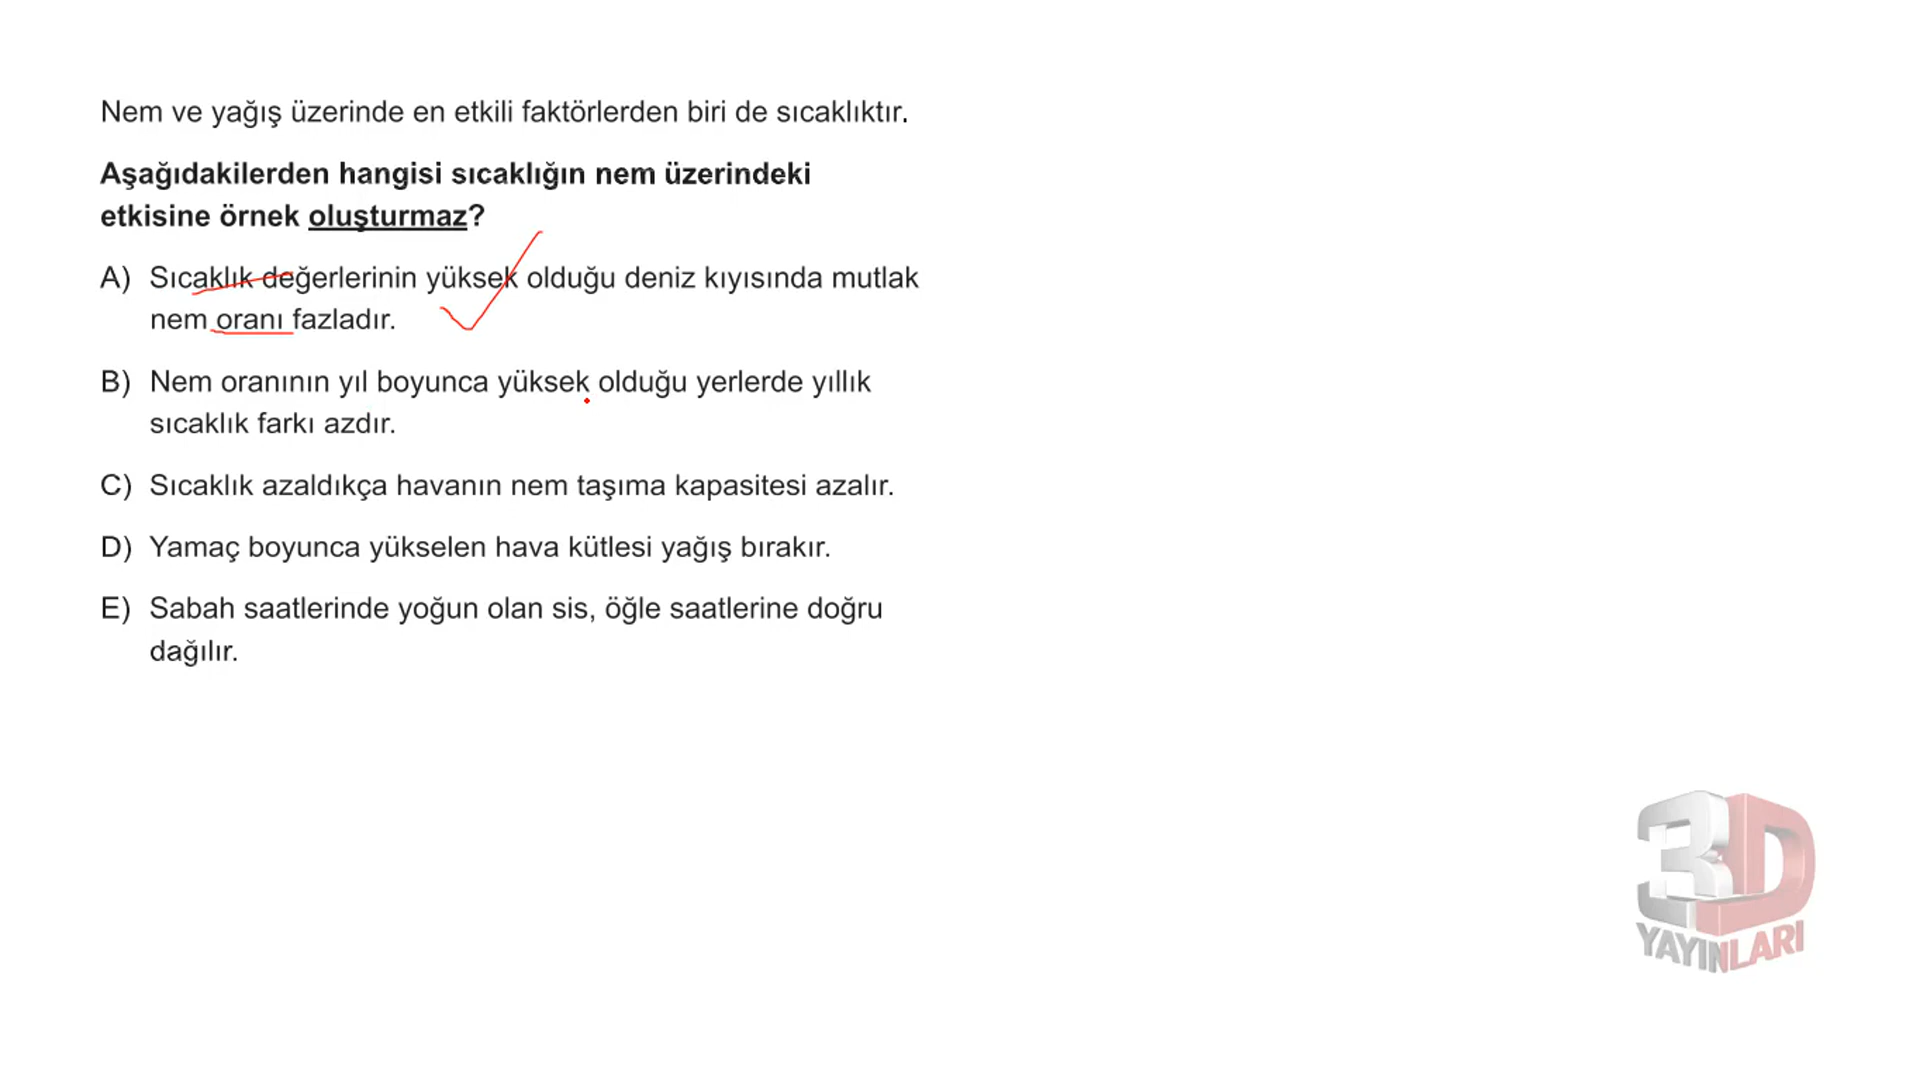 Nem ve yağış üzerinde en etkili faktörlerden biri de sıcaklıktır.
Aşağıdakilerden hangisi sıcaklığın nem üzerindeki
etkisine örnek oluşturmaz?
A) Sıcaklık değerlerinin yüksek olduğu deniz kıyısında mutlak
nem oranı fazladır.
B) Nem oranının yıl boyunca yüksek olduğu yerlerde yıllık
sıcaklık farkı azdır.
C) Sıcaklık azaldıkça havanın nem taşıma kapasitesi azalır.
D) Yamaç boyunca yükselen hava kütlesi yağış bırakır.
E) Sabah saatlerinde yoğun olan sis, öğle saatlerine doğru
dağılır.
3D
YAYINLARI